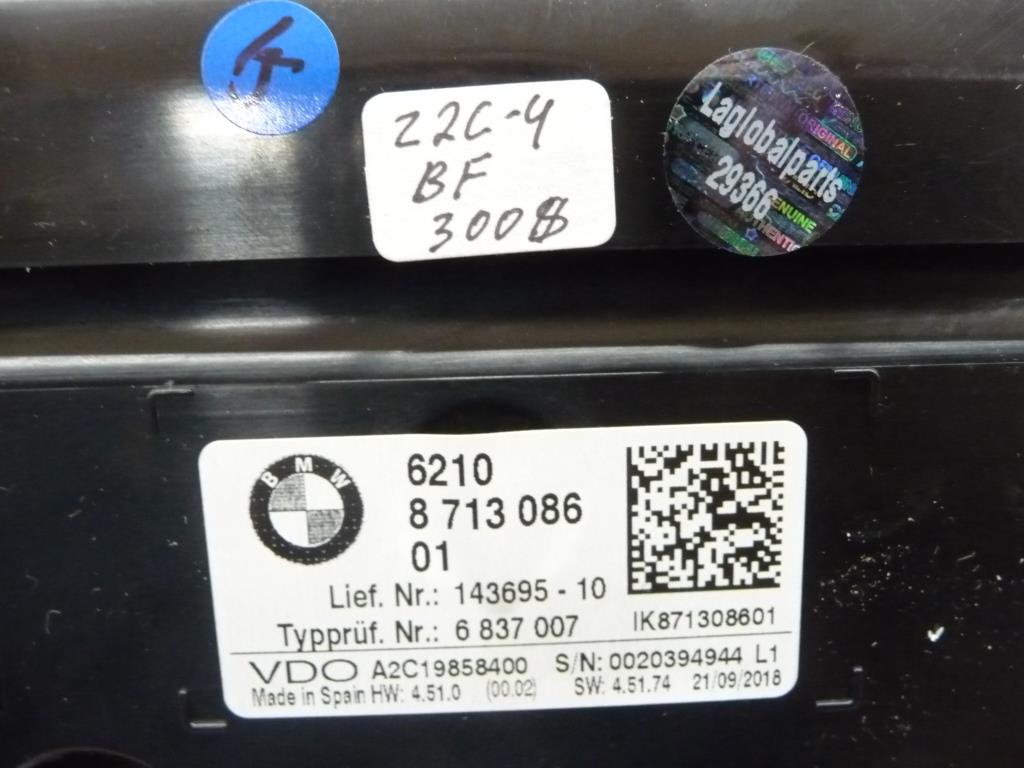 Z2C-4
BF
300$
ORIGINAL
Laglobalparts
29366
GENUINE
AUTHENTIC
BMW
6210
8 713 086
01
Lief. Nr.: 143695 - 10
Typprüf. Nr.: 6 837 007
IK871308601
VDO A2C19858400 S/N: 0020394944 L1
Made in Spain HW: 4.51.0 (00.02) SW: 4.51.74 21/09/2018